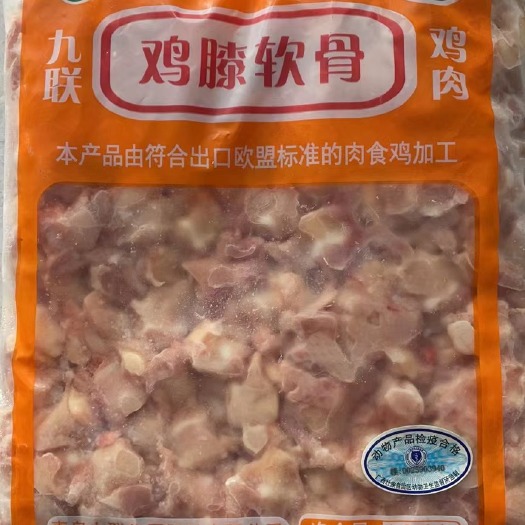 九联
鸡膝软骨
鸡肉
本产品由符合出口欧盟标准的肉食鸡加工
动物产品检疫合格